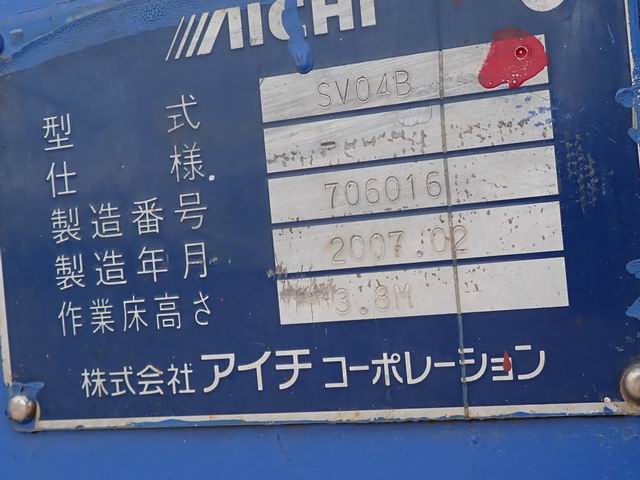 AICHI
型式 SV04B
仕様
製造番号 706016
製造年月 2007.02
作業床高さ 3.8M
株式会社アイチコーポレーション